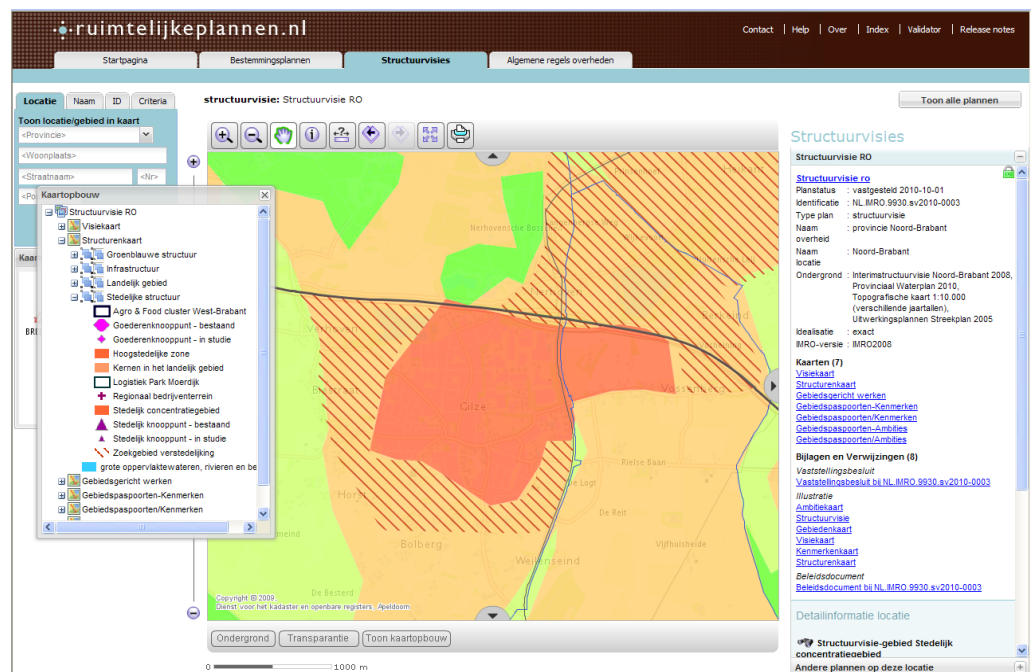 ruimtelijkeplannen.nl
Contact | Help | Over | Index | Validator | Release notes
Startpagina
Bestemmingsplannen
Structuurvisies
Algemene regels overheden
Locatie
Naam
ID
Criteria
structuurvisie: Structuurvisie RO
Toon alle plannen
Toon locatie/gebied in kaart
<Provincie>
<Woonplaats>
<Straatnaam>
<Nr>
Kaartopbouw
Structuurvisie RO
Visiekaart
Structurenkaart
Groenblauwe structuur
Infrastructuur
Landelijk gebied
Stedelijke structuur
Agro & Food cluster West-Brabant
Goederenknooppunt - bestaand
Goederenknooppunt - in studie
Hoogstedelijke zone
Kernen in het landelijk gebied
Logistiek Park Moerdijk
Regionaal bedrijventerrein
Stedelijk concentratiegebied
Stedelijk knooppunt - bestaand
Stedelijk knooppunt - in studie
Zoekgebied verstedelijking
grote oppervlaktewateren, rivieren en be
Gebiedsgericht werken
Gebiedspaspoorten-Kenmerken
Gebiedspaspoorten/Kenmerken
Verhoven
Gilze
Vossenberg
Rielse Baan
De Logt
De Reit
Horst
Bolberg
Weilenseind
Vijfhuisheide
De Besterd
Copyright © 2009,
Dienst voor het kadaster en openbare registers, Apeldoorn.
Ondergrond
Transparantie
Toon kaartopbouw
0
1000 m
Structuurvisies
Structuurvisie RO
Structuurvisie ro
Planstatus : vastgesteld 2010-10-01
Identificatie : NL.IMRO.9930.sv2010-0003
Type plan : structuurvisie
Naam : provincie Noord-Brabant
overheid
Naam : Noord-Brabant
locatie
Ondergrond : Interimstructuurvisie Noord-Brabant 2008,
Provinciaal Waterplan 2010,
Topografische kaart 1:10.000
(verschillende jaartallen),
Uitwerkingsplannen Streekplan 2005
Idealisatie : exact
IMRO-versie : IMRO2008
Kaarten (7)
Visiekaart
Structurenkaart
Gebiedsgericht werken
Gebiedspaspoorten-Kenmerken
Gebiedspaspoorten/Kenmerken
Gebiedspaspoorten-Ambities
Gebiedspaspoorten/Ambities
Bijlagen en Verwijzingen (8)
Vaststellingsbesluit
Vaststellingsbesluit bij NL.IMRO.9930.sv2010-0003
Illustratie
Ambitiekaart
Structuurvisie
Gebiedenkaart
Visiekaart
Kenmerkenkaart
Structurenkaart
Beleidsdocument
Beleidsdocument bij NL.IMRO.9930.sv2010-0003
Detailinformatie locatie
Structuurvisie-gebied Stedelijk
concentratiegebied
Andere plannen op deze locatie